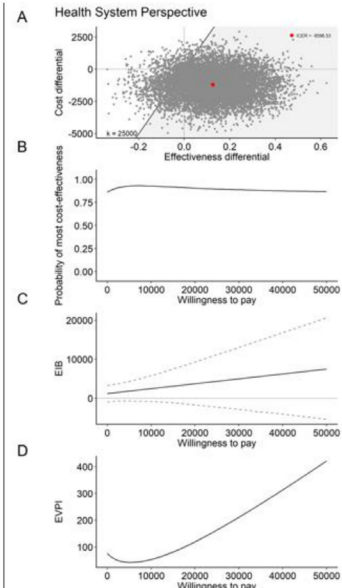 A Health System Perspective
Cost differential
2500
0
-2500
-5000
k = 25000
-0.2 0.0 0.2 0.4 0.6
Effectiveness differential
B
Probability of most cost-effectiveness
1.00
0.75
0.50
0.25
0.00
0 10000 20000 30000 40000 50000
Willingness to pay
C
EIB
20000
10000
0
0 10000 20000 30000 40000 50000
Willingness to pay
D
EVPI
400
300
200
100
0 10000 20000 30000 40000 50000
Willingness to pay